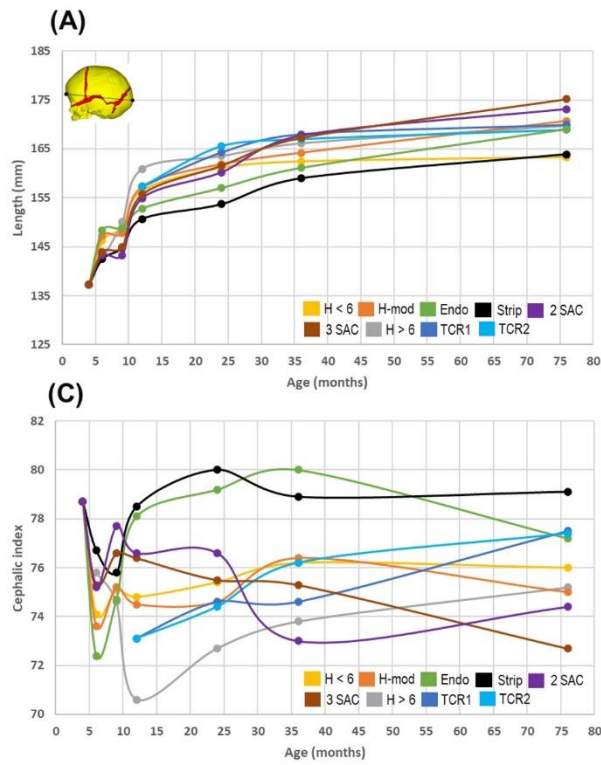 (A)
185
175
165
155
145
135
125
Length (mm)
H < 6 H-mod Endo Strip 2 SAC
3 SAC H > 6 TCR1 TCR2
0 5 10 15 20 25 30 35 40 45 50 55 60 65 70 75 80
Age (months)
(C)
82
80
78
76
74
72
70
Cephalic index
H < 6 H-mod Endo Strip 2 SAC
3 SAC H > 6 TCR1 TCR2
0 5 10 15 20 25 30 35 40 45 50 55 60 65 70 75 80
Age (months)